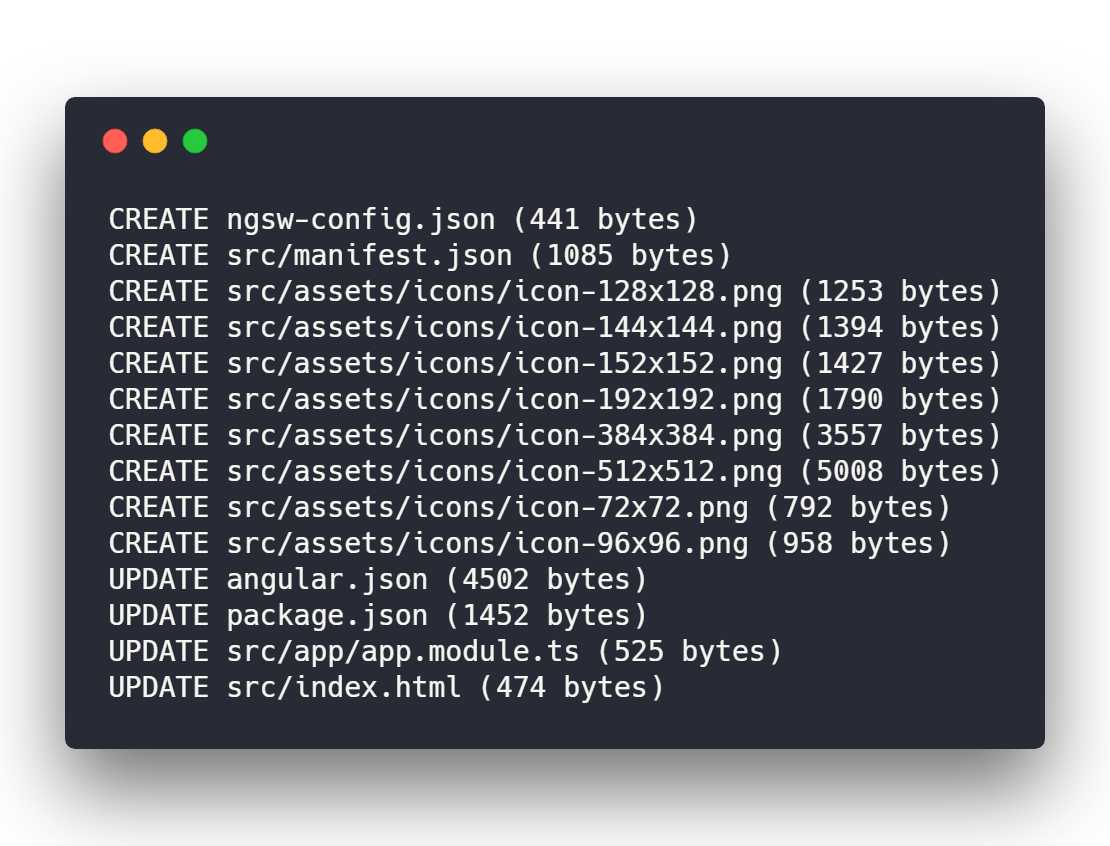 CREATE ngsw-config.json (441 bytes)
CREATE src/manifest.json (1085 bytes)
CREATE src/assets/icons/icon-128x128.png (1253 bytes)
CREATE src/assets/icons/icon-144x144.png (1394 bytes)
CREATE src/assets/icons/icon-152x152.png (1427 bytes)
CREATE src/assets/icons/icon-192x192.png (1790 bytes)
CREATE src/assets/icons/icon-384x384.png (3557 bytes)
CREATE src/assets/icons/icon-512x512.png (5008 bytes)
CREATE src/assets/icons/icon-72x72.png (792 bytes)
CREATE src/assets/icons/icon-96x96.png (958 bytes)
UPDATE angular.json (4502 bytes)
UPDATE package.json (1452 bytes)
UPDATE src/app/app.module.ts (525 bytes)
UPDATE src/index.html (474 bytes)